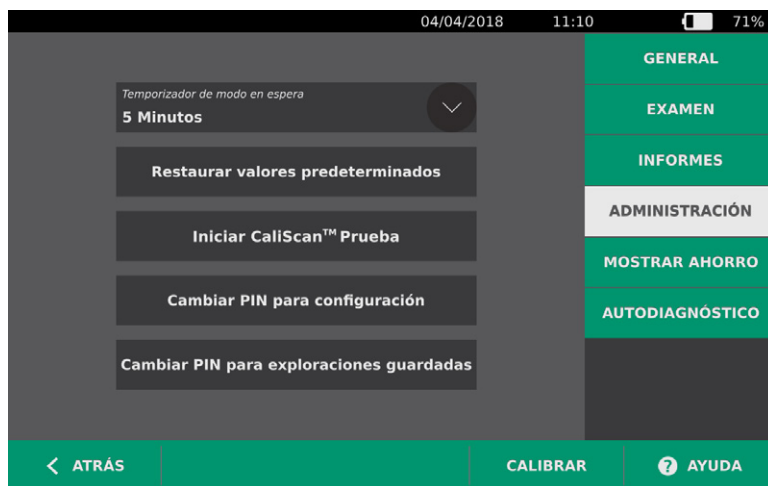 04/04/2018 11:10 71%
Temporizador de modo en espera
5 Minutos
Restaurar valores predeterminados
Iniciar CaliScan™ Prueba
Cambiar PIN para configuración
Cambiar PIN para exploraciones guardadas
GENERAL
EXAMEN
INFORMES
ADMINISTRACIÓN
MOSTRAR AHORRO
AUTODIAGNÓSTICO
ATRÁS
CALIBRAR
? AYUDA